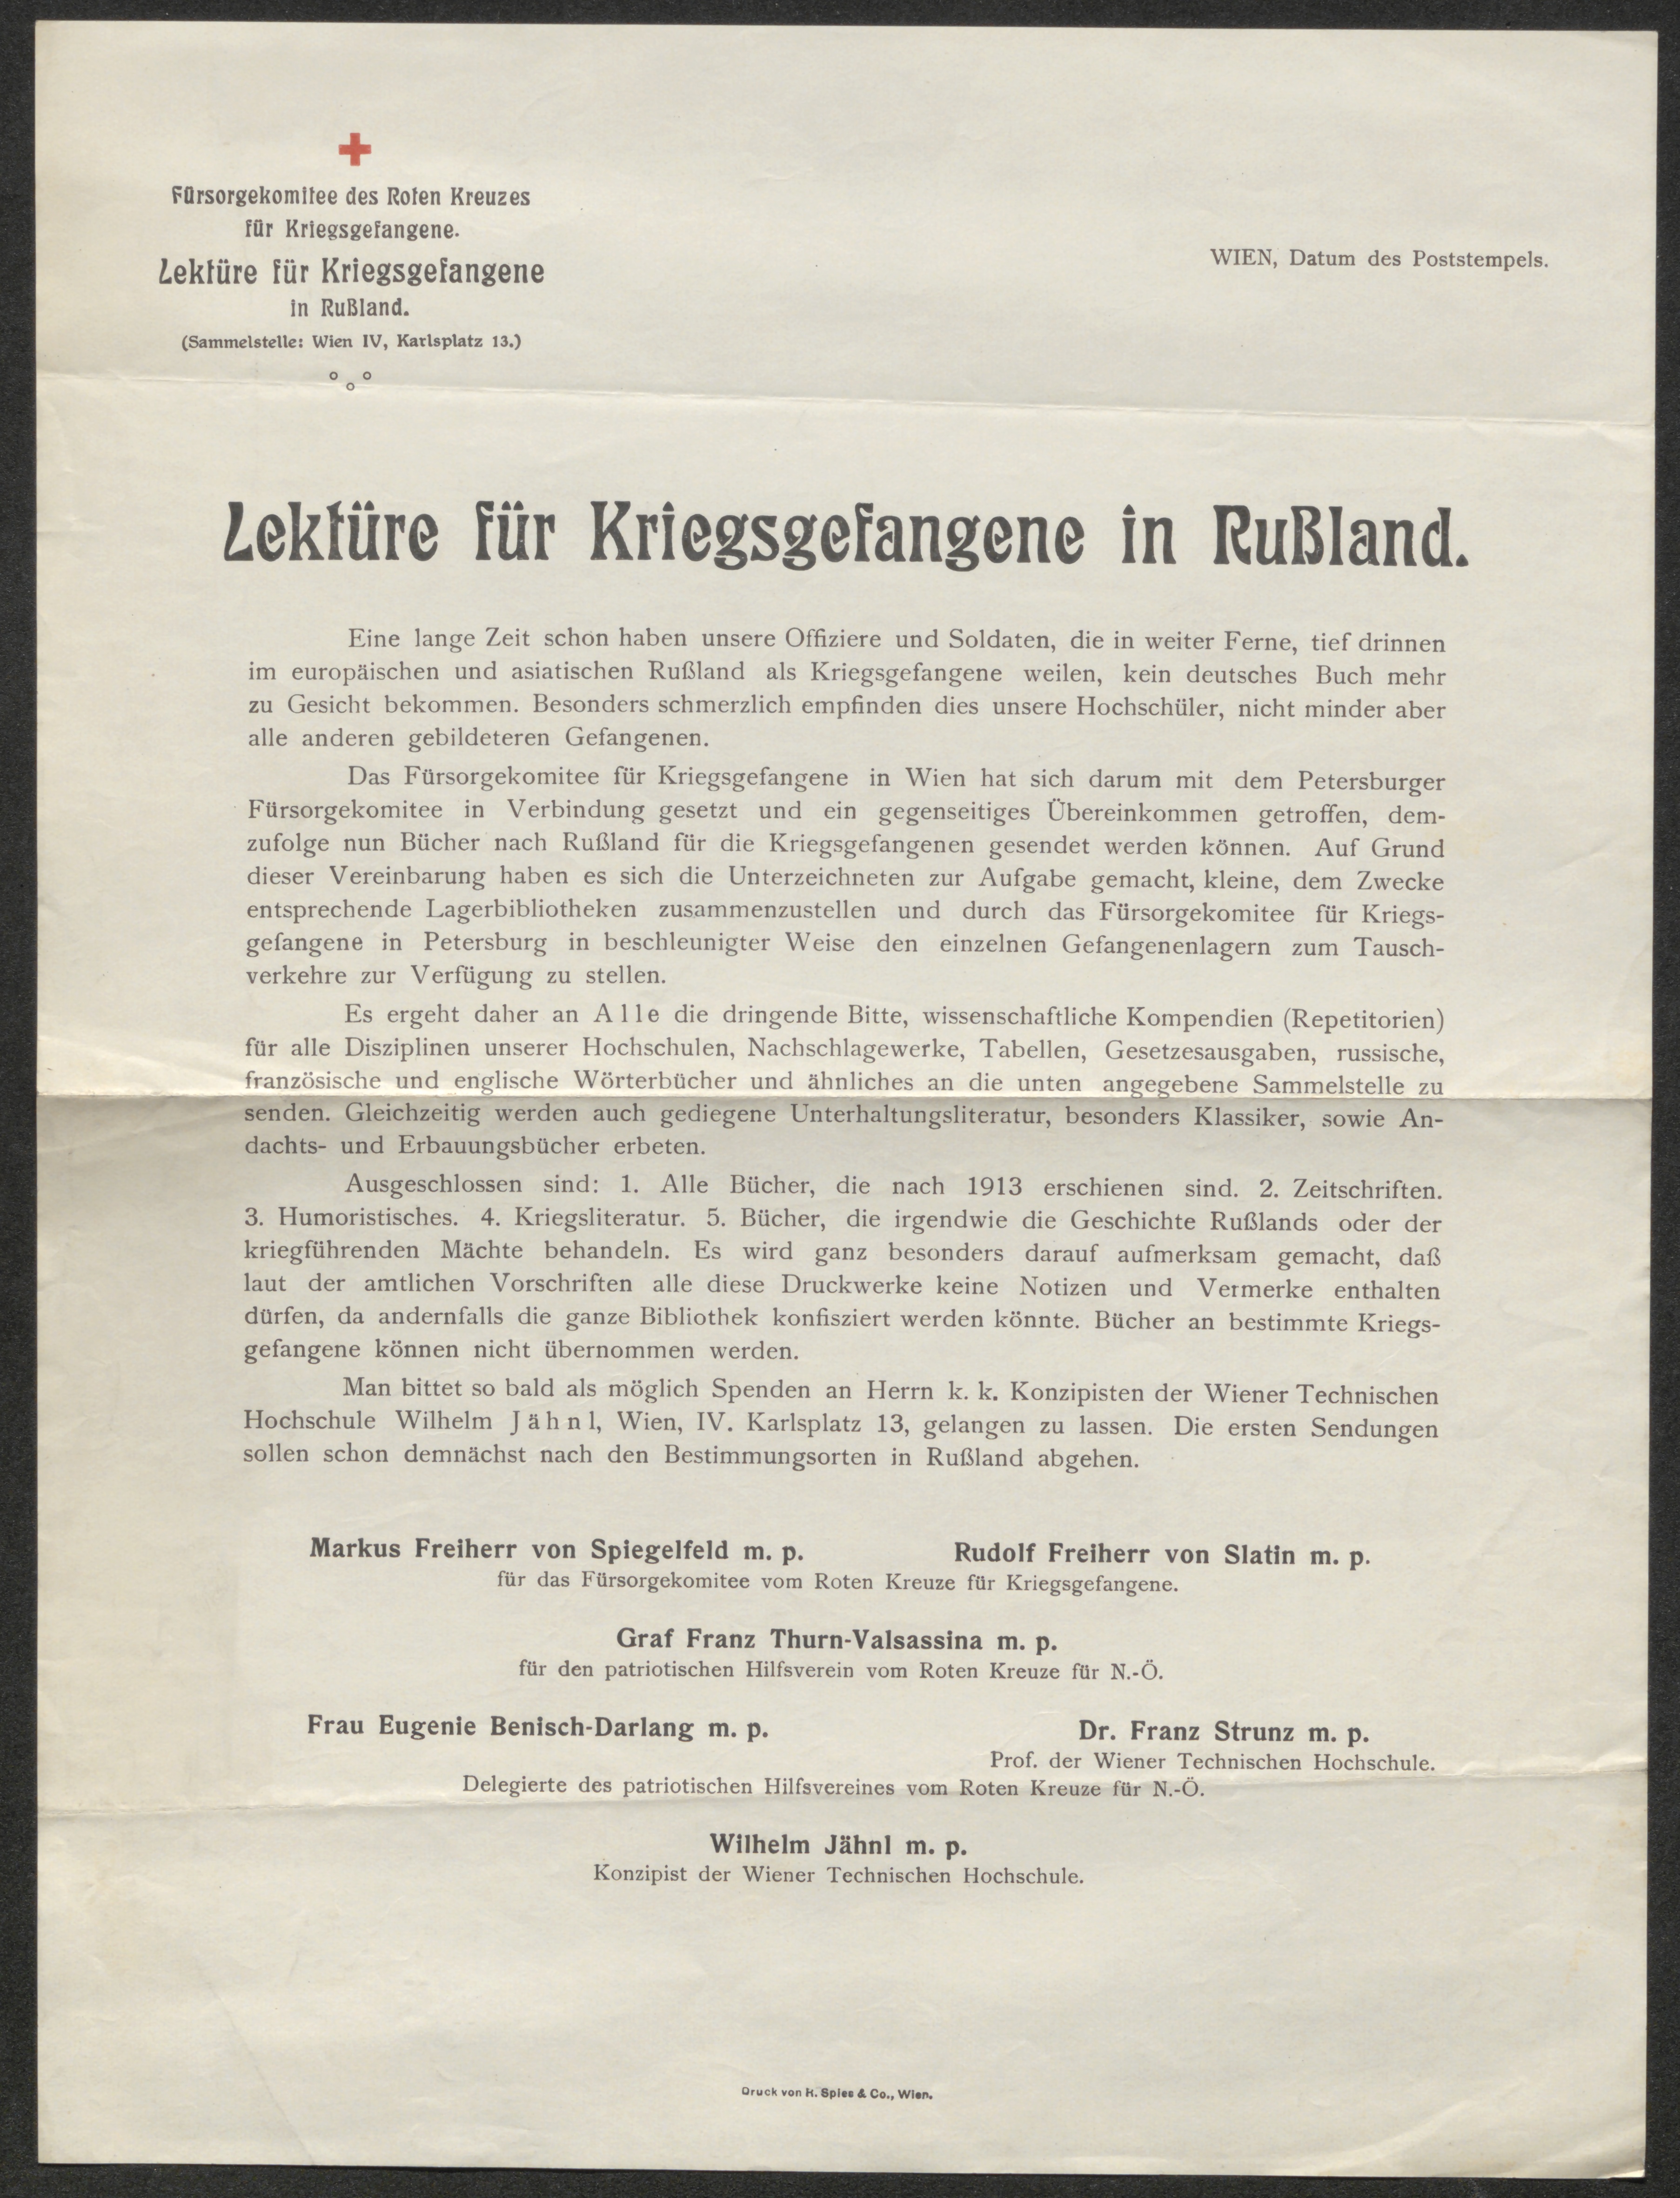 Fürsorgekomitee des Roten Kreuzes
für Kriegsgefangene.
Lektüre für Kriegsgefangene
in Rußland.
(Sammelstelle: Wien IV, Karlsplatz 13.)
WIEN, Datum des Poststempels.
Lektüre für Kriegsgefangene in Rußland.
Eine lange Zeit schon haben unsere Offiziere und Soldaten, die in weiter Ferne, tief drinnen
im europäischen und asiatischen Rußland als Kriegsgefangene weilen, kein deutsches Buch mehr
zu Gesicht bekommen. Besonders schmerzlich empfinden dies unsere Hochschüler, nicht minder aber
alle anderen gebildeteren Gefangenen.
Das Fürsorgekomitee für Kriegsgefangene in Wien hat sich darum mit dem Petersburger
Fürsorgekomitee in Verbindung gesetzt und ein gegenseitiges Übereinkommen getroffen, dem-
zufolge nun Bücher nach Rußland für die Kriegsgefangenen gesendet werden können. Auf Grund
dieser Vereinbarung haben es sich die Unterzeichneten zur Aufgabe gemacht, kleine, dem Zwecke
entsprechende Lagerbibliotheken zusammenzustellen und durch das Fürsorgekomitee für Kriegs-
gefangene in Petersburg in beschleunigter Weise den einzelnen Gefangenenlagern zum Tausch-
verkehre zur Verfügung zu stellen.
Es ergeht daher an Alle die dringende Bitte, wissenschaftliche Kompendien (Repetitorien)
für alle Disziplinen unserer Hochschulen, Nachschlagewerke, Tabellen, Gesetzesausgaben, russische,
französische und englische Wörterbücher und ähnliches an die unten angegebene Sammelstelle zu
senden. Gleichzeitig werden auch gediegene Unterhaltungsliteratur, besonders Klassiker, sowie An-
dachts- und Erbauungsbücher erbeten.
Ausgeschlossen sind: 1. Alle Bücher, die nach 1913 erschienen sind. 2. Zeitschriften.
3. Humoristisches. 4. Kriegsliteratur. 5. Bücher, die irgendwie die Geschichte Rußlands oder der
kriegführenden Mächte behandeln. Es wird ganz besonders darauf aufmerksam gemacht, daß
laut der amtlichen Vorschriften alle diese Druckwerke keine Notizen und Vermerke enthalten
dürfen, da andernfalls die ganze Bibliothek konfisziert werden könnte. Bücher an bestimmte Kriegs-
gefangene können nicht übernommen werden.
Man bittet so bald als möglich Spenden an Herrn k. k. Konzipisten der Wiener Technischen
Hochschule Wilhelm Jähnl, Wien, IV. Karlsplatz 13, gelangen zu lassen. Die ersten Sendungen
sollen schon demnächst nach den Bestimmungsorten in Rußland abgehen.
Markus Freiherr von Spiegelfeld m. p. Rudolf Freiherr von Slatin m. p.
für das Fürsorgekomitee vom Roten Kreuze für Kriegsgefangene.
Graf Franz Thurn-Valsassina m. p.
für den patriotischen Hilfsverein vom Roten Kreuze für N.-Ö.
Frau Eugenie Benisch-Darlang m. p. Dr. Franz Strunz m. p.
Prof. der Wiener Technischen Hochschule.
Delegierte des patriotischen Hilfsvereines vom Roten Kreuze für N.-Ö.
Wilhelm Jähnl m. p.
Konzipist der Wiener Technischen Hochschule.
Druck von R. Spies & Co., Wien.